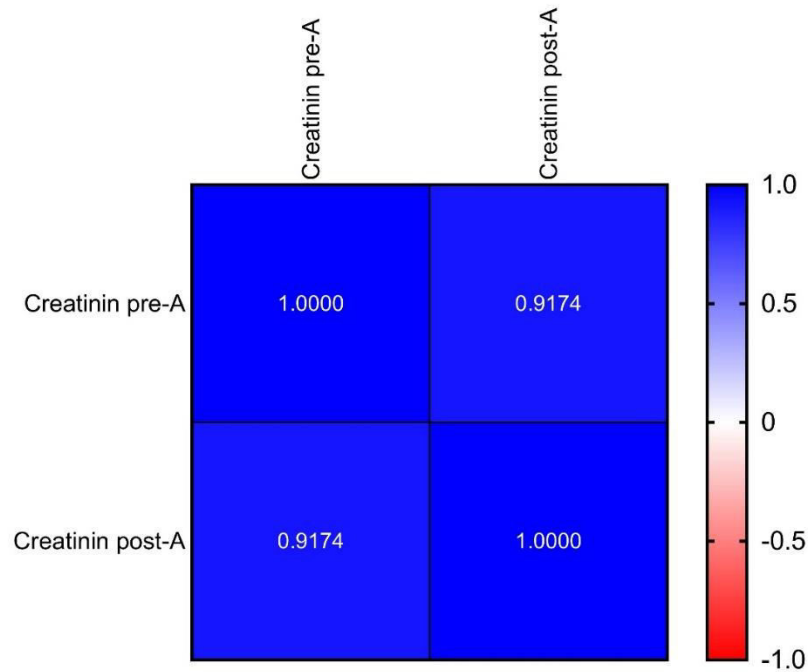 Creatinin pre-A
Creatinin post-A
Creatinin pre-A
1.0000
0.9174
Creatinin post-A
0.9174
1.0000
1.0
0.5
0
-0.5
-1.0